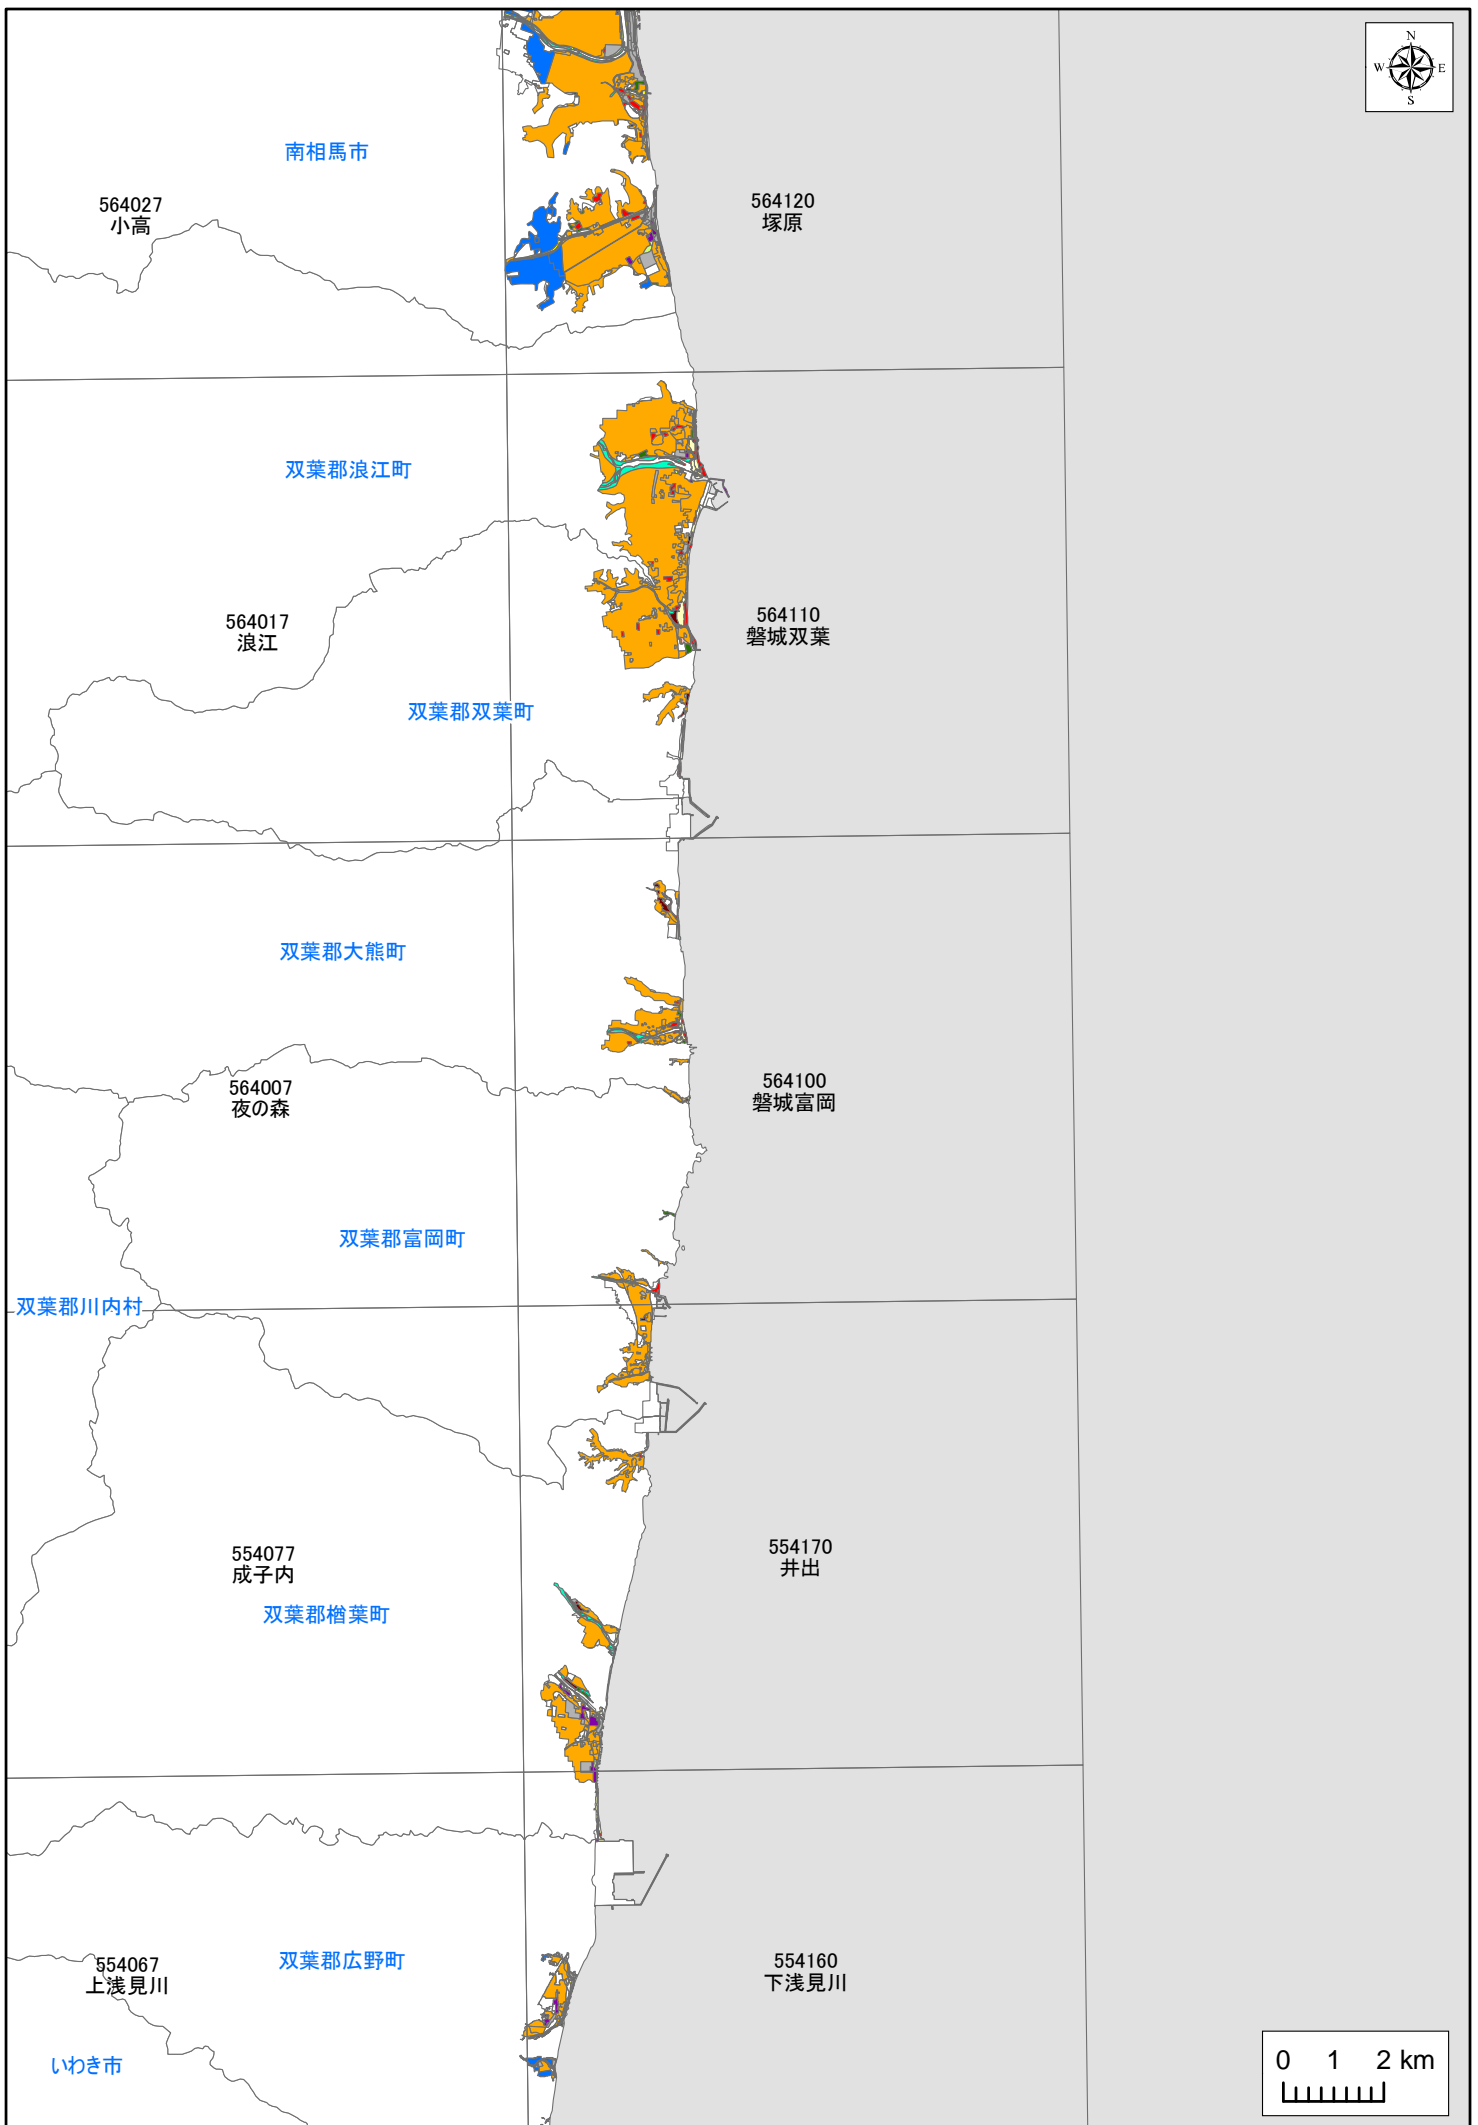 N
W E
S
南相馬市
564027
小高
564120
塚原
双葉郡浪江町
564017
浪江
564110
磐城双葉
双葉郡双葉町
双葉郡大熊町
564007
夜の森
564100
磐城富岡
双葉郡富岡町
双葉郡川内村
554077
成子内
554170
井出
双葉郡楢葉町
554067
上浅見川
双葉郡広野町
554160
下浅見川
いわき市
0 1 2 km